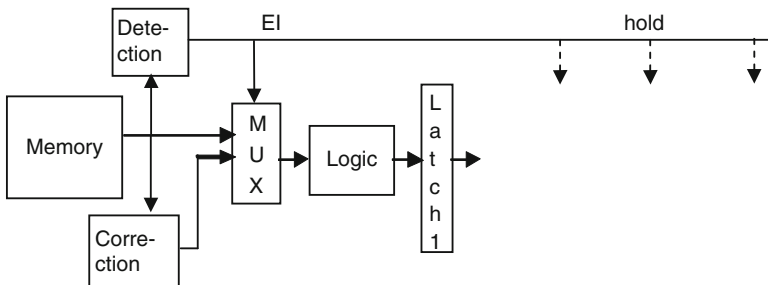 Dete-
ction
EI
hold
Memory
M
U
X
Logic
L
a
t
c
h
1
Corre-
ction